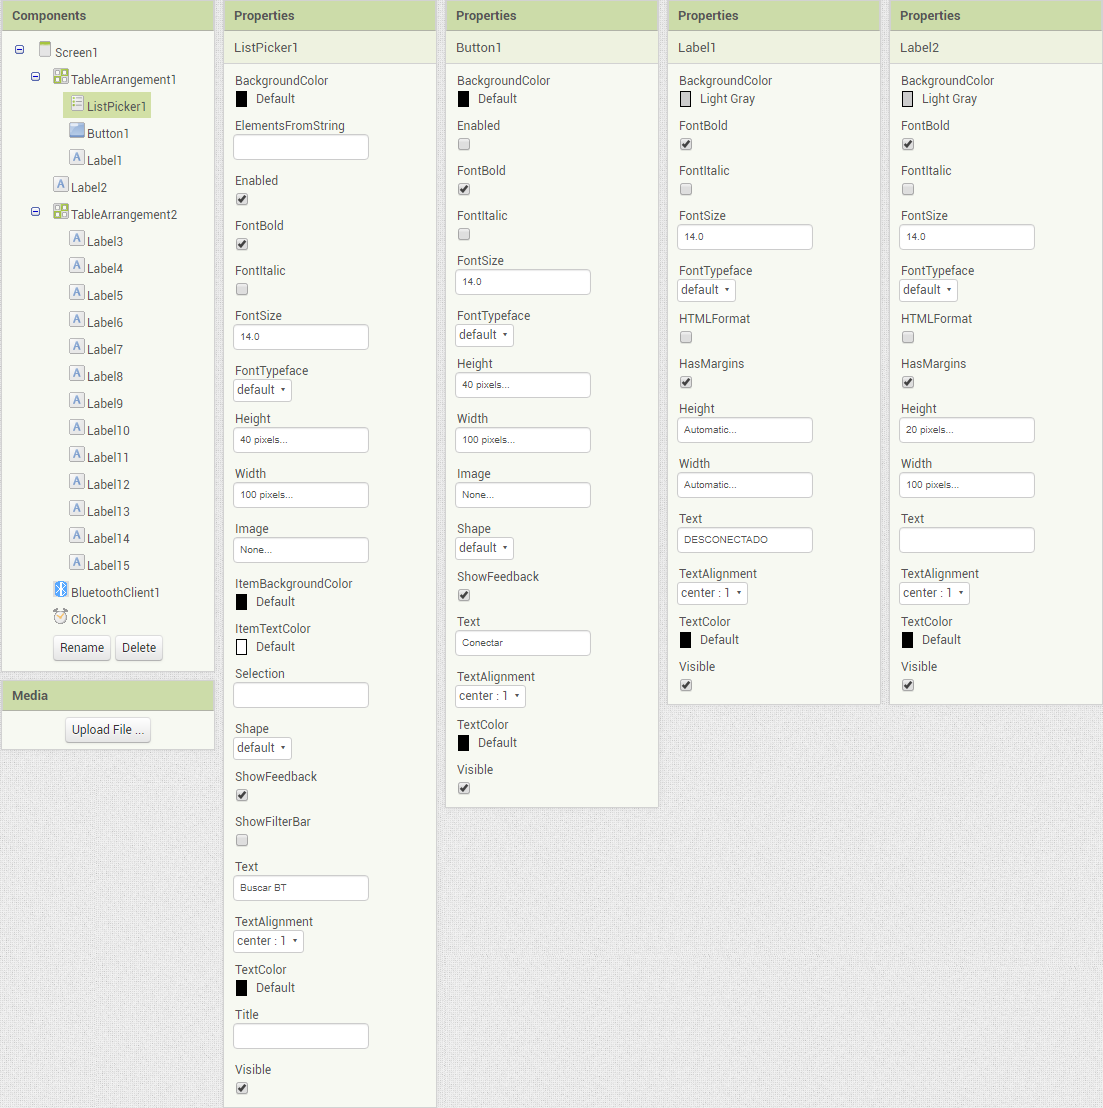 Components
Screen1
TableArrangement1
ListPicker1
Button1
Label1
Label2
TableArrangement2
Label3
Label4
Label5
Label6
Label7
Label8
Label9
Label10
Label11
Label12
Label13
Label14
Label15
BluetoothClient1
Clock1
Rename Delete
Media
Upload File ...
Properties
ListPicker1
BackgroundColor
Default
ElementsFromString
Enabled
FontBold
FontItalic
FontSize
14.0
FontTypeface
default
Height
40 pixels...
Width
100 pixels...
Image
None...
ItemBackgroundColor
Default
ItemTextColor
Default
Selection
Shape
default
ShowFeedback
ShowFilterBar
Text
Buscar BT
TextAlignment
center : 1
TextColor
Default
Title
Visible
Properties
Button1
BackgroundColor
Default
Enabled
FontBold
FontItalic
FontSize
14.0
FontTypeface
default
Height
40 pixels...
Width
100 pixels...
Image
None...
Shape
default
ShowFeedback
Text
Conectar
TextAlignment
center : 1
TextColor
Default
Visible
Properties
Label1
BackgroundColor
Light Gray
FontBold
FontItalic
FontSize
14.0
FontTypeface
default
HTMLFormat
HasMargins
Height
Automatic...
Width
Automatic...
Text
DESCONECTADO
TextAlignment
center : 1
TextColor
Default
Visible
Properties
Label2
BackgroundColor
Light Gray
FontBold
FontItalic
FontSize
14.0
FontTypeface
default
HTMLFormat
HasMargins
Height
20 pixels...
Width
100 pixels...
Text
TextAlignment
center : 1
TextColor
Default
Visible